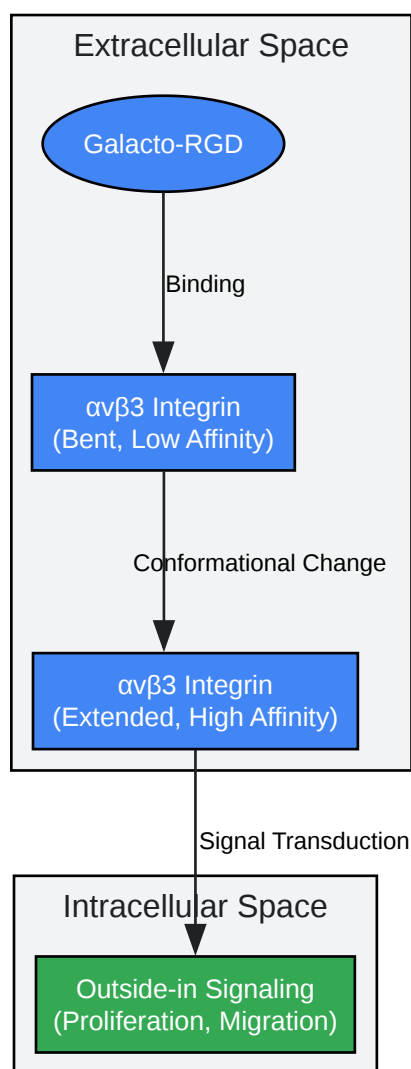 Extracellular Space
Galacto-RGD
Binding
αvβ3 Integrin
(Bent, Low Affinity)
Conformational Change
αvβ3 Integrin
(Extended, High Affinity)
Signal Transduction
Intracellular Space
Outside-in Signaling
(Proliferation, Migration)